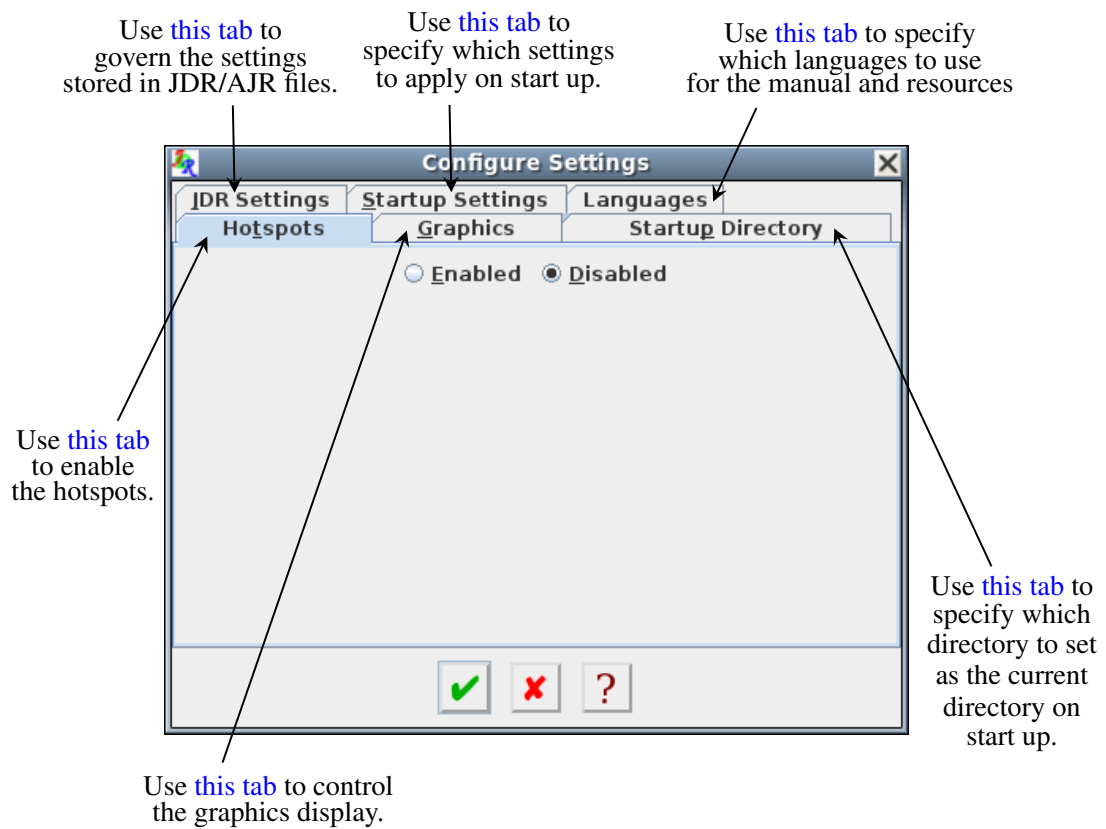 Use this tab to
govern the settings
stored in JDR/AJR files.
Use this tab to
specify which settings
to apply on start up.
Use this tab to specify
which languages to use
for the manual and resources
Configure Settings
JDR Settings
Startup Settings
Languages
Hotspots
Graphics
Startup Directory
Enabled
Disabled
Use this tab
to enable
the hotspots.
Use this tab to
specify which
directory to set
as the current
directory on
start up.
?
Use this tab to control
the graphics display.